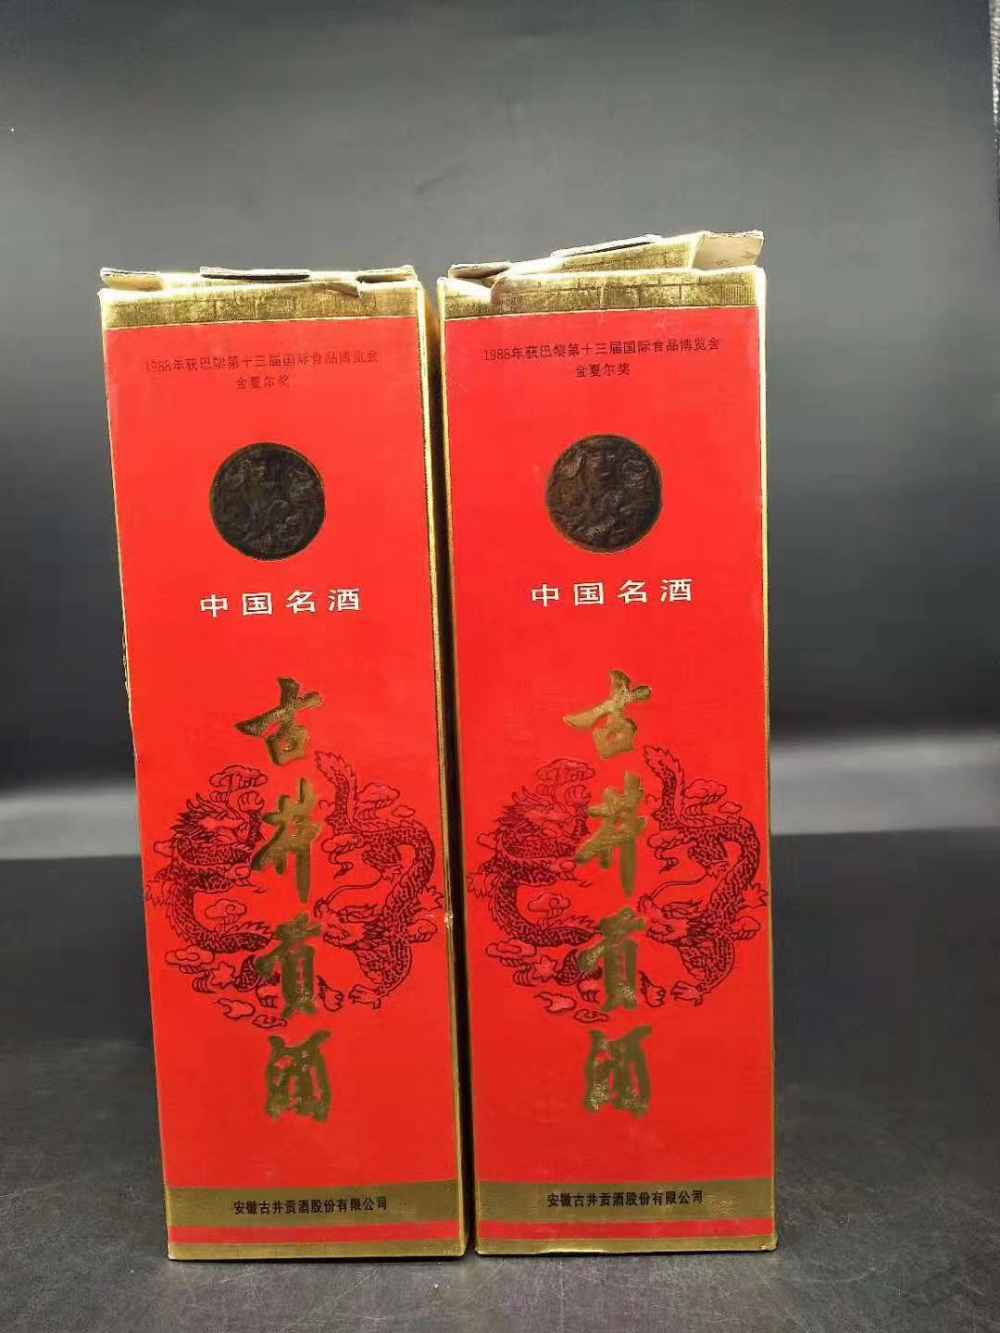 1988年获巴黎第十三届国际食品博览会
金夏尔奖
中国名酒
古井贡酒
安徽古井贡酒股份有限公司
1988年获巴黎第十三届国际食品博览会
金夏尔奖
中国名酒
古井贡酒
安徽古井贡酒股份有限公司